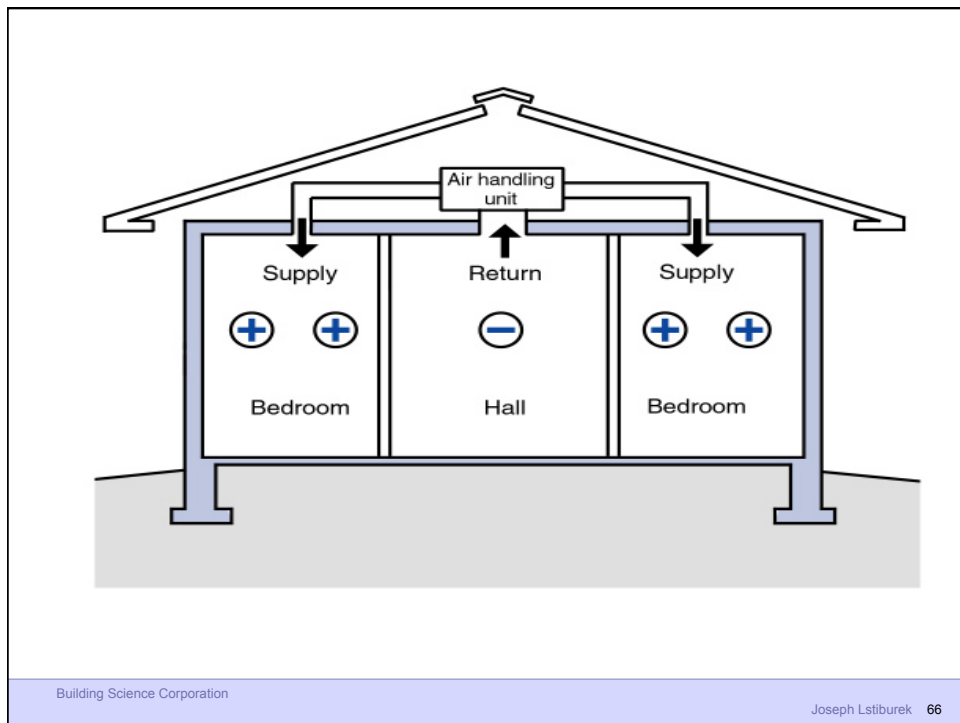 Air handling
unit
Supply
Return
Supply
Bedroom
Hall
Bedroom
Building Science Corporation
Joseph Lstiburek 66